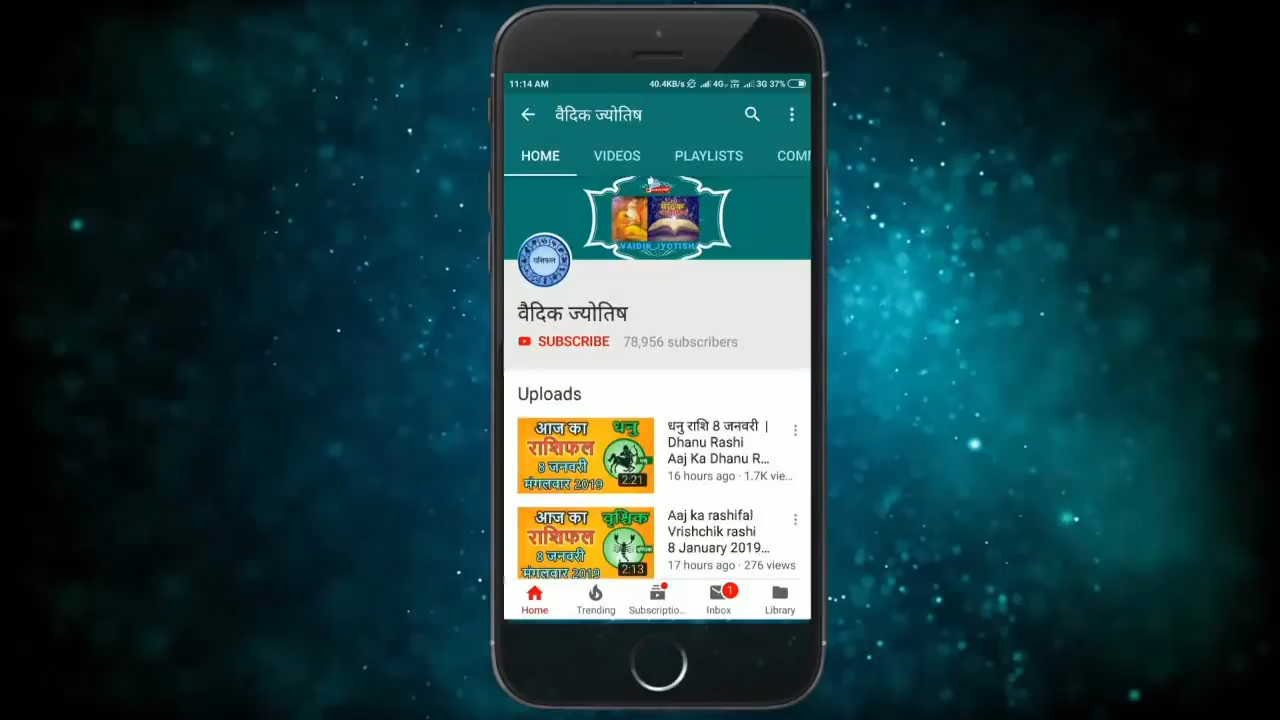 11:14 AM
40.4KB/s 4G 3G 37%
वैदिक ज्योतिष
HOME VIDEOS PLAYLISTS COMM
वैदिक
VAIDIK JYOTISH
राशिफल
वैदिक ज्योतिष
SUBSCRIBE 78,956 subscribers
Uploads
आज का धनु
राशिफल
8 जनवरी
मंगलवार 2019
2:21
धनु राशि 8 जनवरी |
Dhanu Rashi
Aaj Ka Dhanu R...
16 hours ago · 1.7K vie...
आज का वृश्चिक
राशिफल
8 जनवरी
मंगलवार 2019
2:13
Aaj ka rashifal
Vrishchik rashi
8 January 2019...
17 hours ago · 276 views
1
Home Trending Subscriptio... Inbox Library